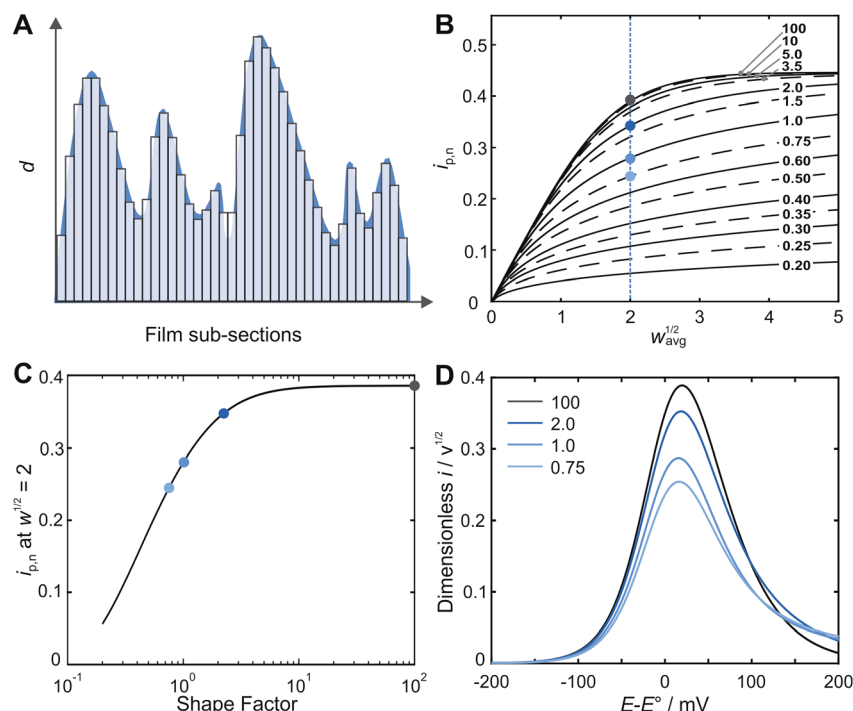 A
d
Film sub-sections
B
0.5
0.4
0.3
0.2
0.1
0
i_p,n
100
10
5.0
3.5
2.0
1.5
1.0
0.75
0.60
0.50
0.40
0.35
0.30
0.25
0.20
0 1 2 3 4 5
w^1/2_avg
C
0.4
0.3
0.2
0.1
0
i_p,n at w^1/2 = 2
10^-1 10^0 10^1 10^2
Shape Factor
D
0.4
0.3
0.2
0.1
0
Dimensionless i / v^1/2
100
2.0
1.0
0.75
-200 -100 0 100 200
E-E° / mV